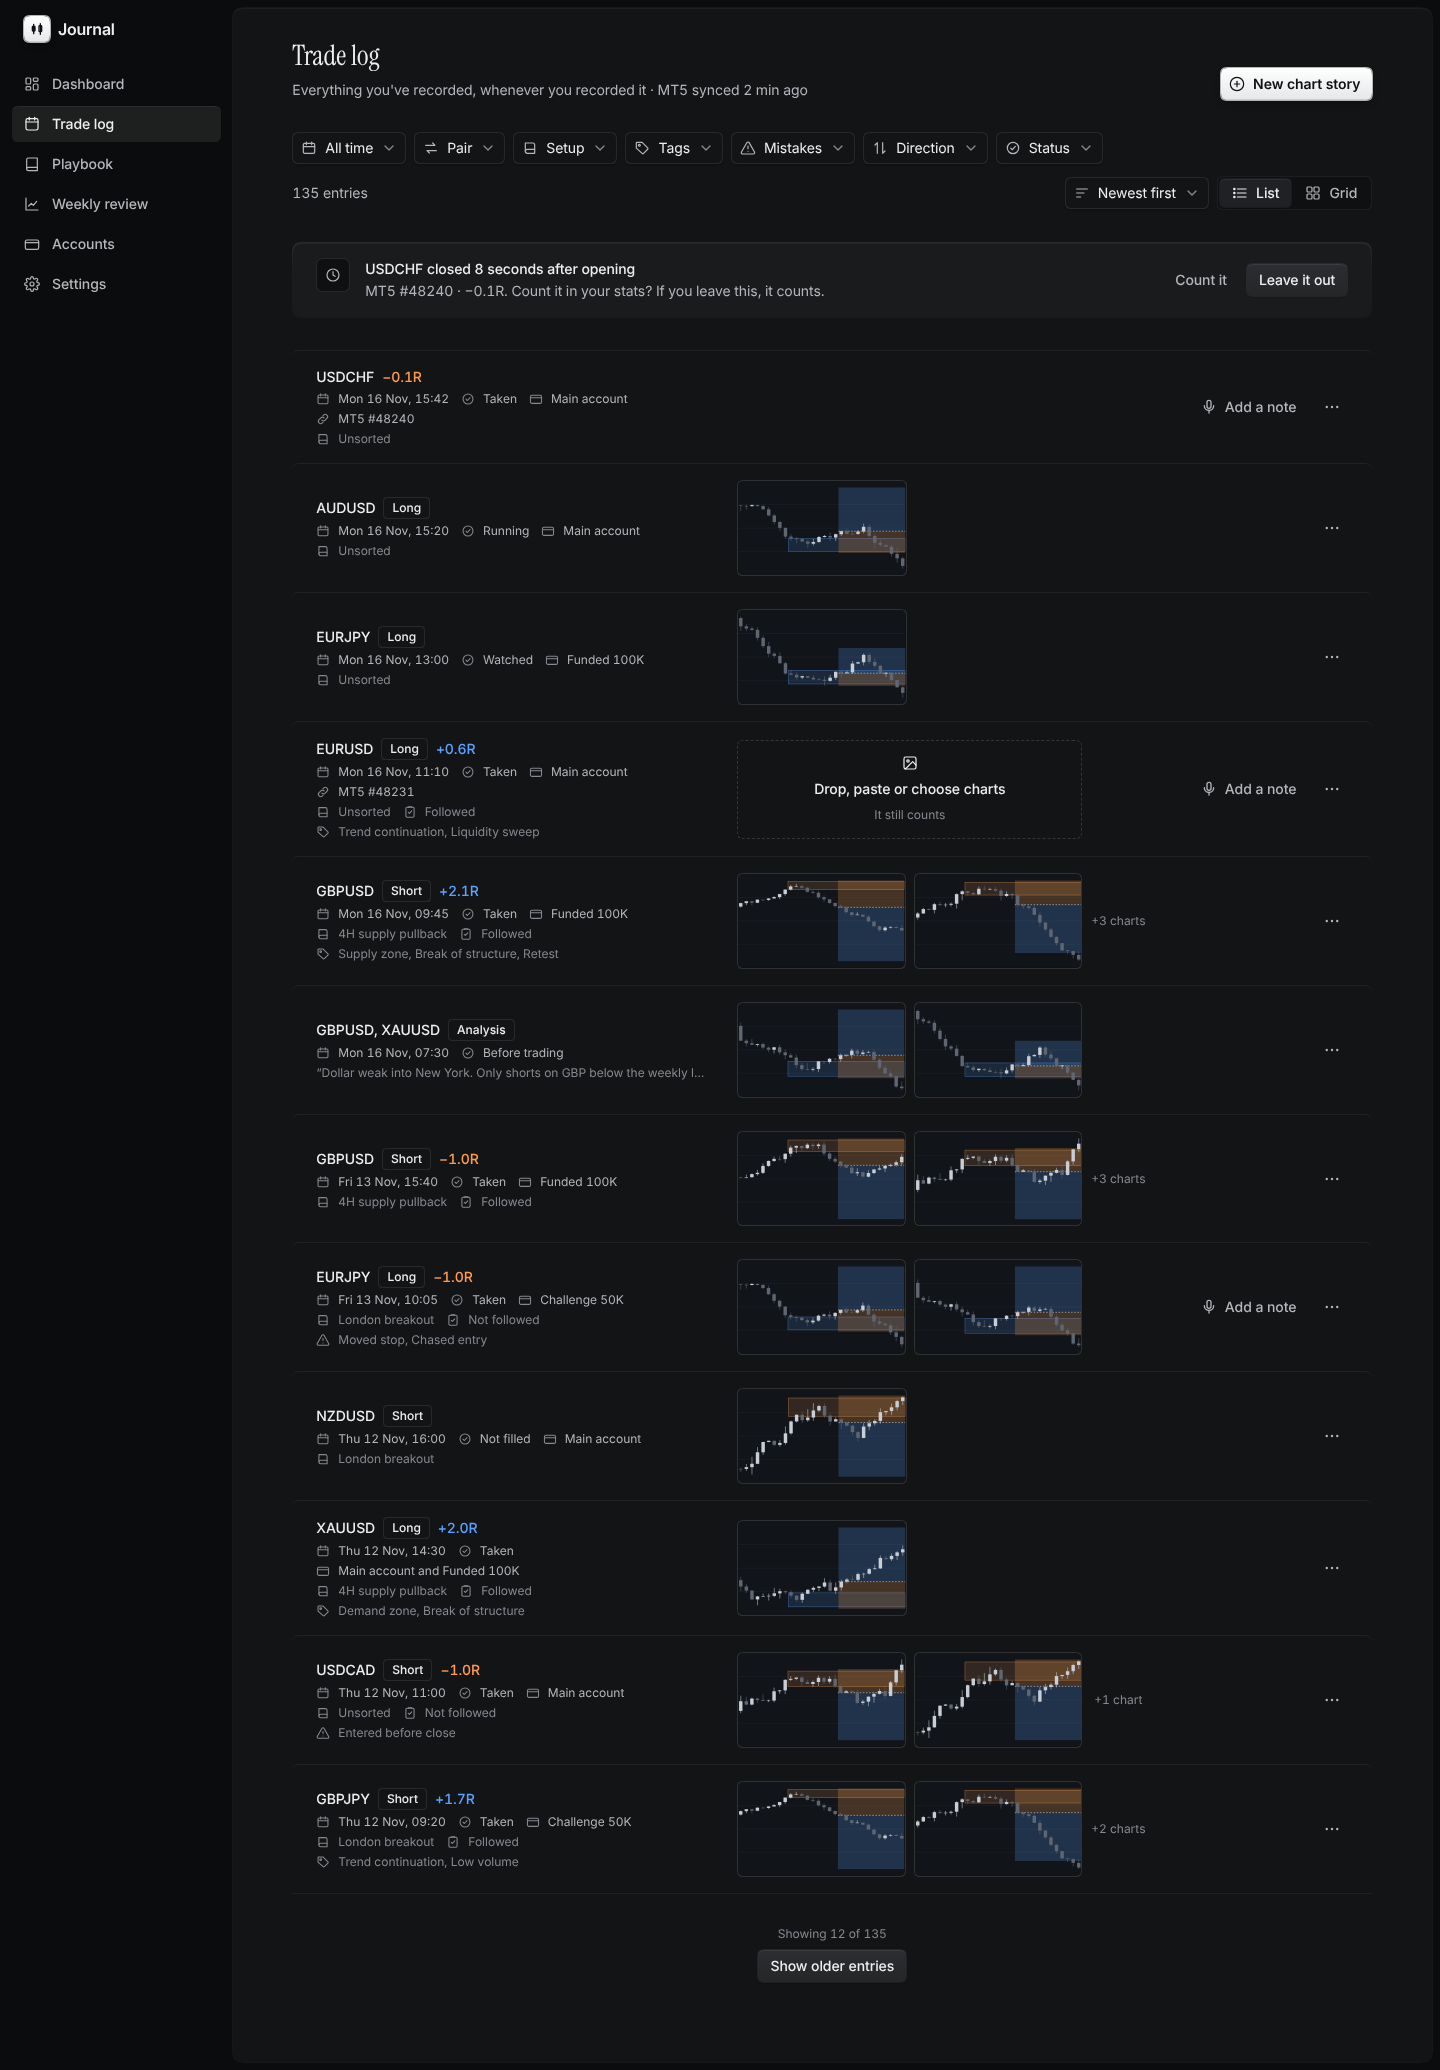 Journal
Dashboard
Trade log
Playbook
Weekly review
Accounts
Settings
Trade log
Everything you've recorded, whenever you recorded it · MT5 synced 2 min ago
New chart story
All time
Pair
Setup
Tags
Mistakes
Direction
Status
135 entries
Newest first
List
Grid
USDCHF closed 8 seconds after opening
MT5 #48240 · −0.1R. Count it in your stats? If you leave this, it counts.
Count it
Leave it out
USDCHF −0.1R
Mon 16 Nov, 15:42 Taken Main account
MT5 #48240
Unsorted
Add a note
AUDUSD Long
Mon 16 Nov, 15:20 Running Main account
Unsorted
EURJPY Long
Mon 16 Nov, 13:00 Watched Funded 100K
Unsorted
EURUSD Long +0.6R
Mon 16 Nov, 11:10 Taken Main account
MT5 #48231
Unsorted Followed
Trend continuation, Liquidity sweep
Drop, paste or choose charts
It still counts
Add a note
GBPUSD Short +2.1R
Mon 16 Nov, 09:45 Taken Funded 100K
4H supply pullback Followed
Supply zone, Break of structure, Retest
+3 charts
GBPUSD, XAUUSD Analysis
Mon 16 Nov, 07:30 Before trading
“Dollar weak into New York. Only shorts on GBP below the weekly l...
GBPUSD Short −1.0R
Fri 13 Nov, 15:40 Taken Funded 100K
4H supply pullback Followed
+3 charts
EURJPY Long −1.0R
Fri 13 Nov, 10:05 Taken Challenge 50K
London breakout Not followed
Moved stop, Chased entry
Add a note
NZDUSD Short
Thu 12 Nov, 16:00 Not filled Main account
London breakout
XAUUSD Long +2.0R
Thu 12 Nov, 14:30 Taken
Main account and Funded 100K
4H supply pullback Followed
Demand zone, Break of structure
USDCAD Short −1.0R
Thu 12 Nov, 11:00 Taken Main account
Unsorted Not followed
Entered before close
+1 chart
GBPJPY Short +1.7R
Thu 12 Nov, 09:20 Taken Challenge 50K
London breakout Followed
Trend continuation, Low volume
+2 charts
Showing 12 of 135
Show older entries